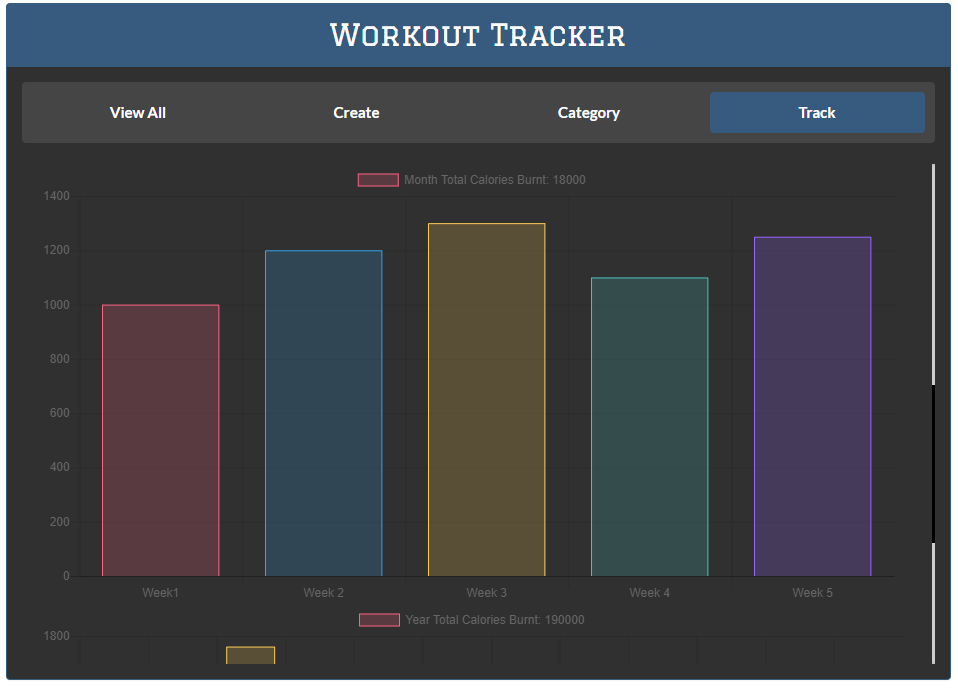 Workout Tracker
View All Create Category Track
Month Total Calories Burnt: 18000
1400
1200
1000
800
600
400
200
0
Week1 Week 2 Week 3 Week 4 Week 5
Year Total Calories Burnt: 190000
1800